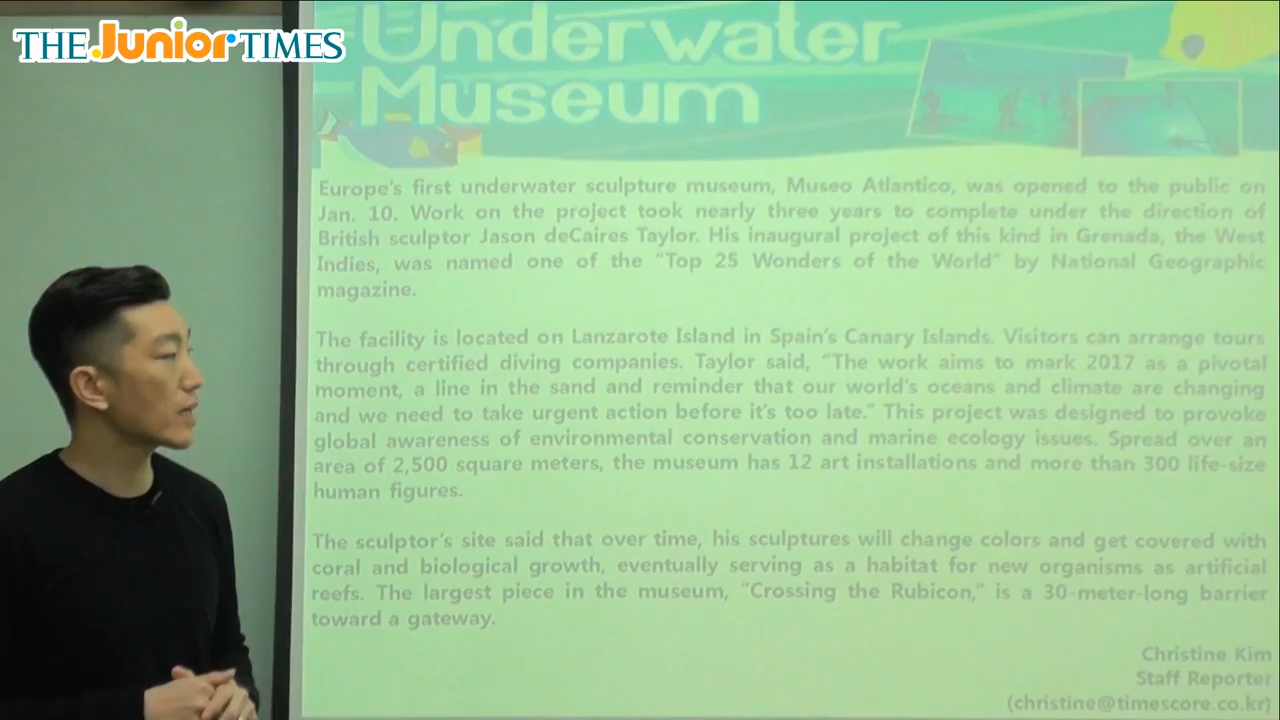 THE Junior TIMES
Underwater
Museum
Europe's first underwater sculpture museum, Museo Atlantico, was opened to the public on
Jan. 10. Work on the project took nearly three years to complete under the direction of
British sculptor Jason deCaires Taylor. His inaugural project of this kind in Grenada, the West
Indies, was named one of the “Top 25 Wonders of the World” by National Geographic
magazine.
The facility is located on Lanzarote Island in Spain's Canary Islands. Visitors can arrange tours
through certified diving companies. Taylor said, “The work aims to mark 2017 as a pivotal
moment, a line in the sand and reminder that our world's oceans and climate are changing
and we need to take urgent action before it's too late.” This project was designed to provoke
global awareness of environmental conservation and marine ecology issues. Spread over an
area of 2,500 square meters, the museum has 12 art installations and more than 300 life-size
human figures.
The sculptor's site said that over time, his sculptures will change colors and get covered with
coral and biological growth, eventually serving as a habitat for new organisms as artificial
reefs. The largest piece in the museum, “Crossing the Rubicon,” is a 30-meter-long barrier
toward a gateway.
Christine Kim
Staff Reporter
(christine@timescore.co.kr)